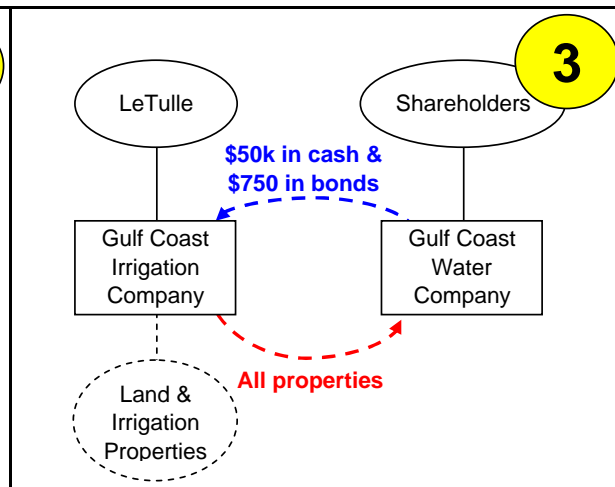 3
LeTulle
Shareholders
$50k in cash &
$750 in bonds
Gulf Coast
Irrigation
Company
Gulf Coast
Water
Company
All properties
Land &
Irrigation
Properties